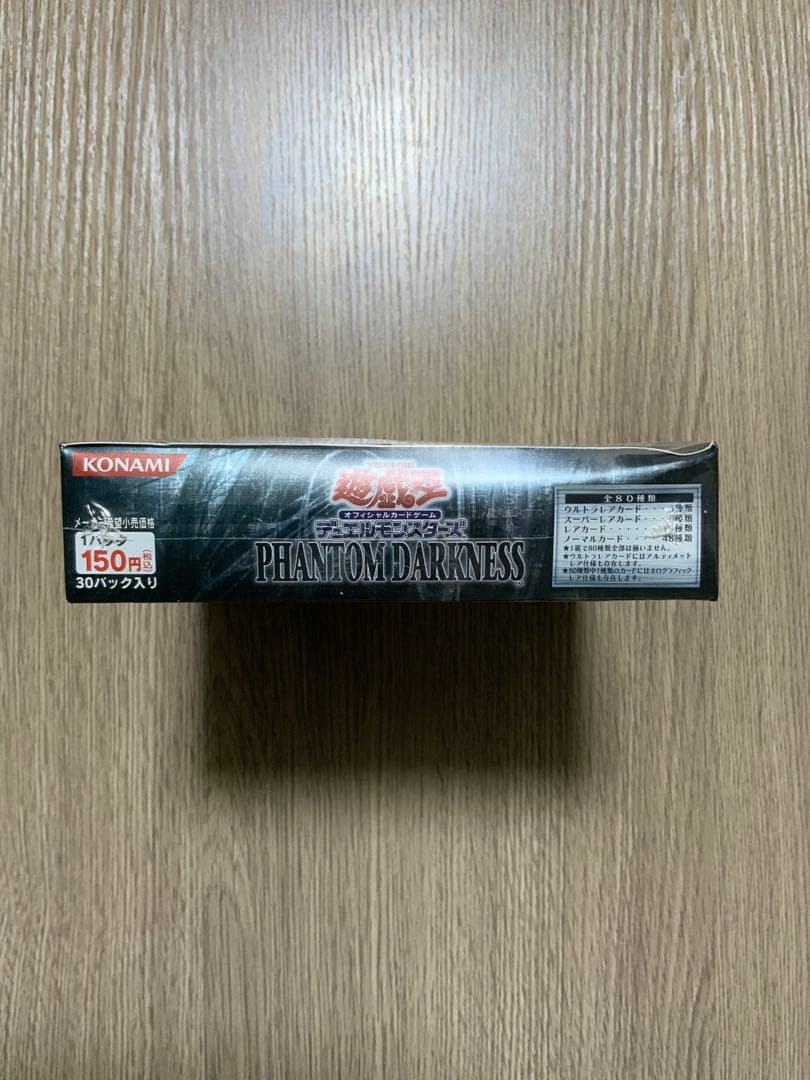 KONAMI
メーカー希望小売価格
1パック
150円(税込)
30パック入り
遊戯王
オフィシャルカードゲーム
デュエルモンスターズ
PHANTOM DARKNESS
全80種類
ウルトラレアカード・・・種類
スーパーレアカード・・・種類
レアカード・・・・・種類
ノーマルカード・・・・48種類
★1箱で80種類全部は揃いません。
★ウルトラレアカードにはアルティメット
レア仕様も存在します。
★80種類中1種類のカードにはホログラフィック
レア仕様も存在します。